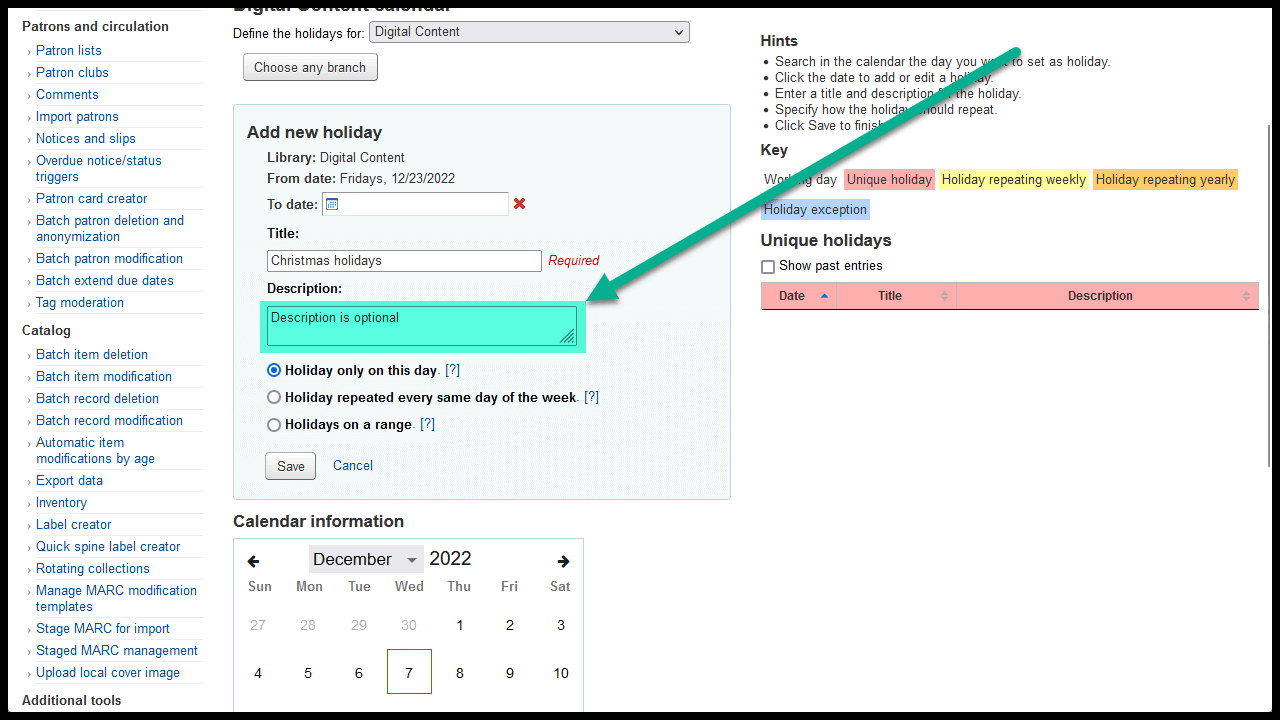 Digital Content calendar
Patrons and circulation
Patron lists
Patron clubs
Comments
Import patrons
Notices and slips
Overdue notice/status
triggers
Patron card creator
Batch patron deletion and
anonymization
Batch patron modification
Batch extend due dates
Tag moderation
Catalog
Batch item deletion
Batch item modification
Batch record deletion
Batch record modification
Automatic item
modifications by age
Export data
Inventory
Label creator
Quick spine label creator
Rotating collections
Manage MARC modification
templates
Stage MARC for import
Staged MARC management
Upload local cover image
Additional tools
Define the holidays for: Digital Content
Choose any branch
Add new holiday
Library: Digital Content
From date: Fridays, 12/23/2022
To date:
Title:
Christmas holidays Required
Description:
Description is optional
Holiday only on this day. [?]
Holiday repeated every same day of the week. [?]
Holidays on a range. [?]
Save Cancel
Calendar information
December 2022
Sun Mon Tue Wed Thu Fri Sat
27 28 29 30 1 2 3
4 5 6 7 8 9 10
Hints
Search in the calendar the day you want to set as holiday.
Click the date to add or edit a holiday.
Enter a title and description for the holiday.
Specify how the holiday should repeat.
Click Save to finish.
Key
Working day Unique holiday Holiday repeating weekly Holiday repeating yearly
Holiday exception
Unique holidays
Show past entries
Date Title Description